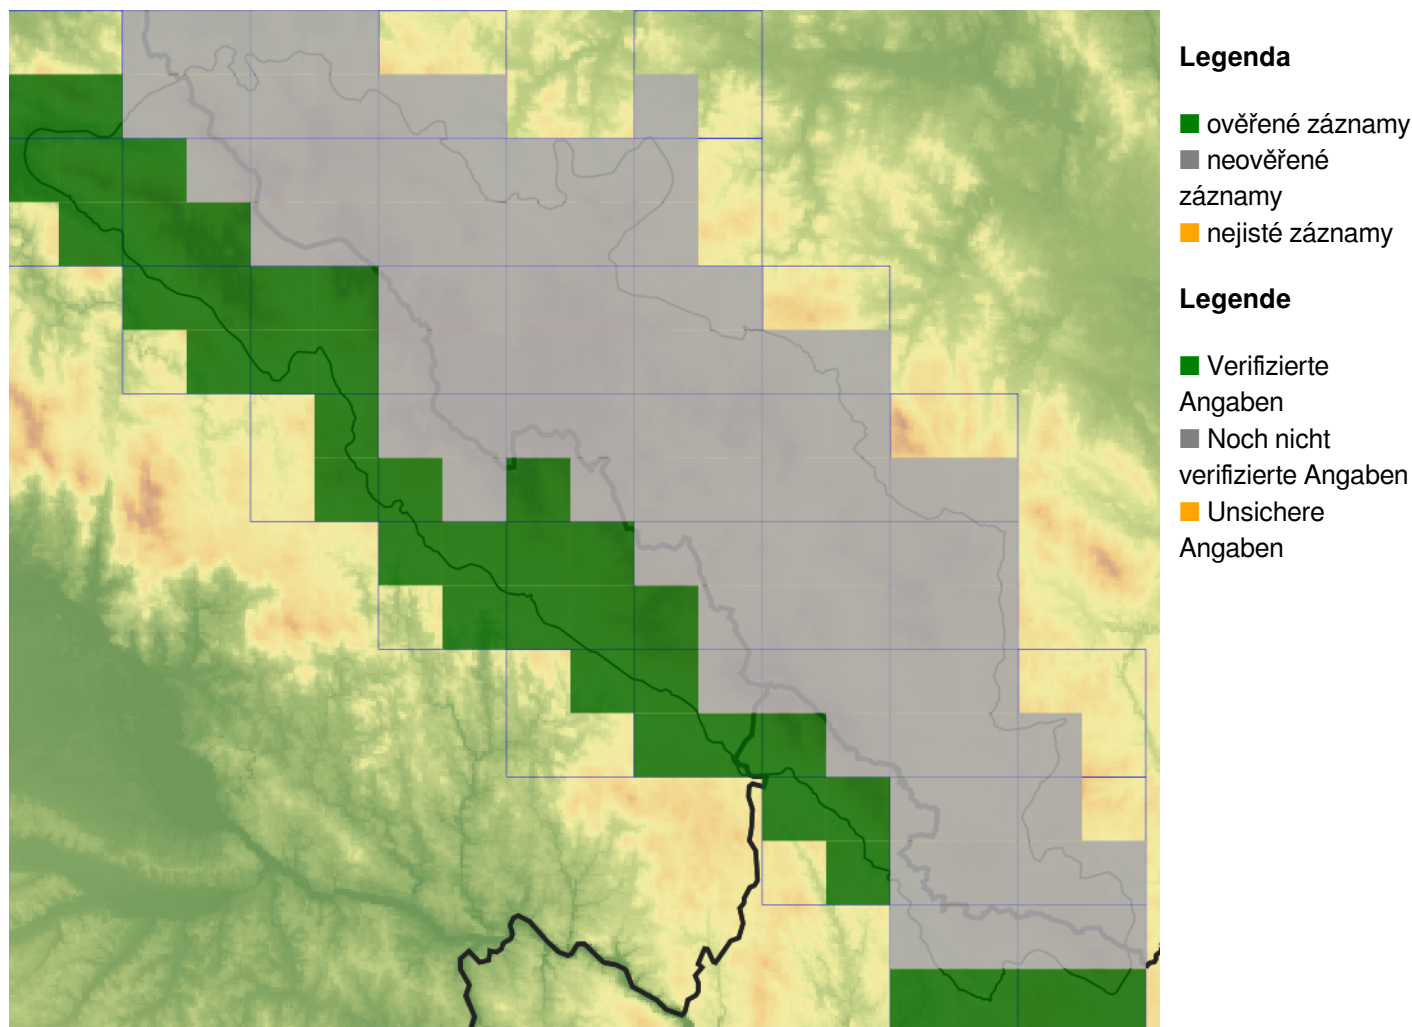 Legenda
ověřené záznamy
neověřené
záznamy
nejisté záznamy
Legende
Verifizierte
Angaben
Noch nicht
verifizierte Angaben
Unsichere
Angaben